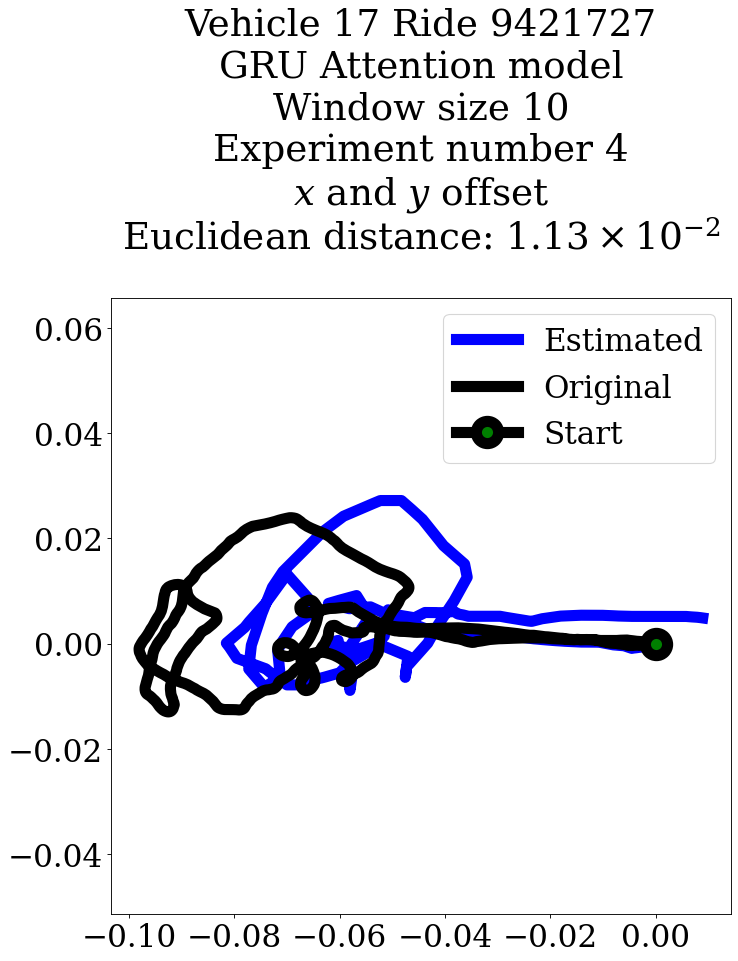 Vehicle 17 Ride 9421727
GRU Attention model
Window size 10
Experiment number 4
x and y offset
Euclidean distance: 1.13 × 10⁻²
Estimated
Original
Start
0.06
0.04
0.02
0.00
−0.02
−0.04
−0.10 −0.08 −0.06 −0.04 −0.02 0.00